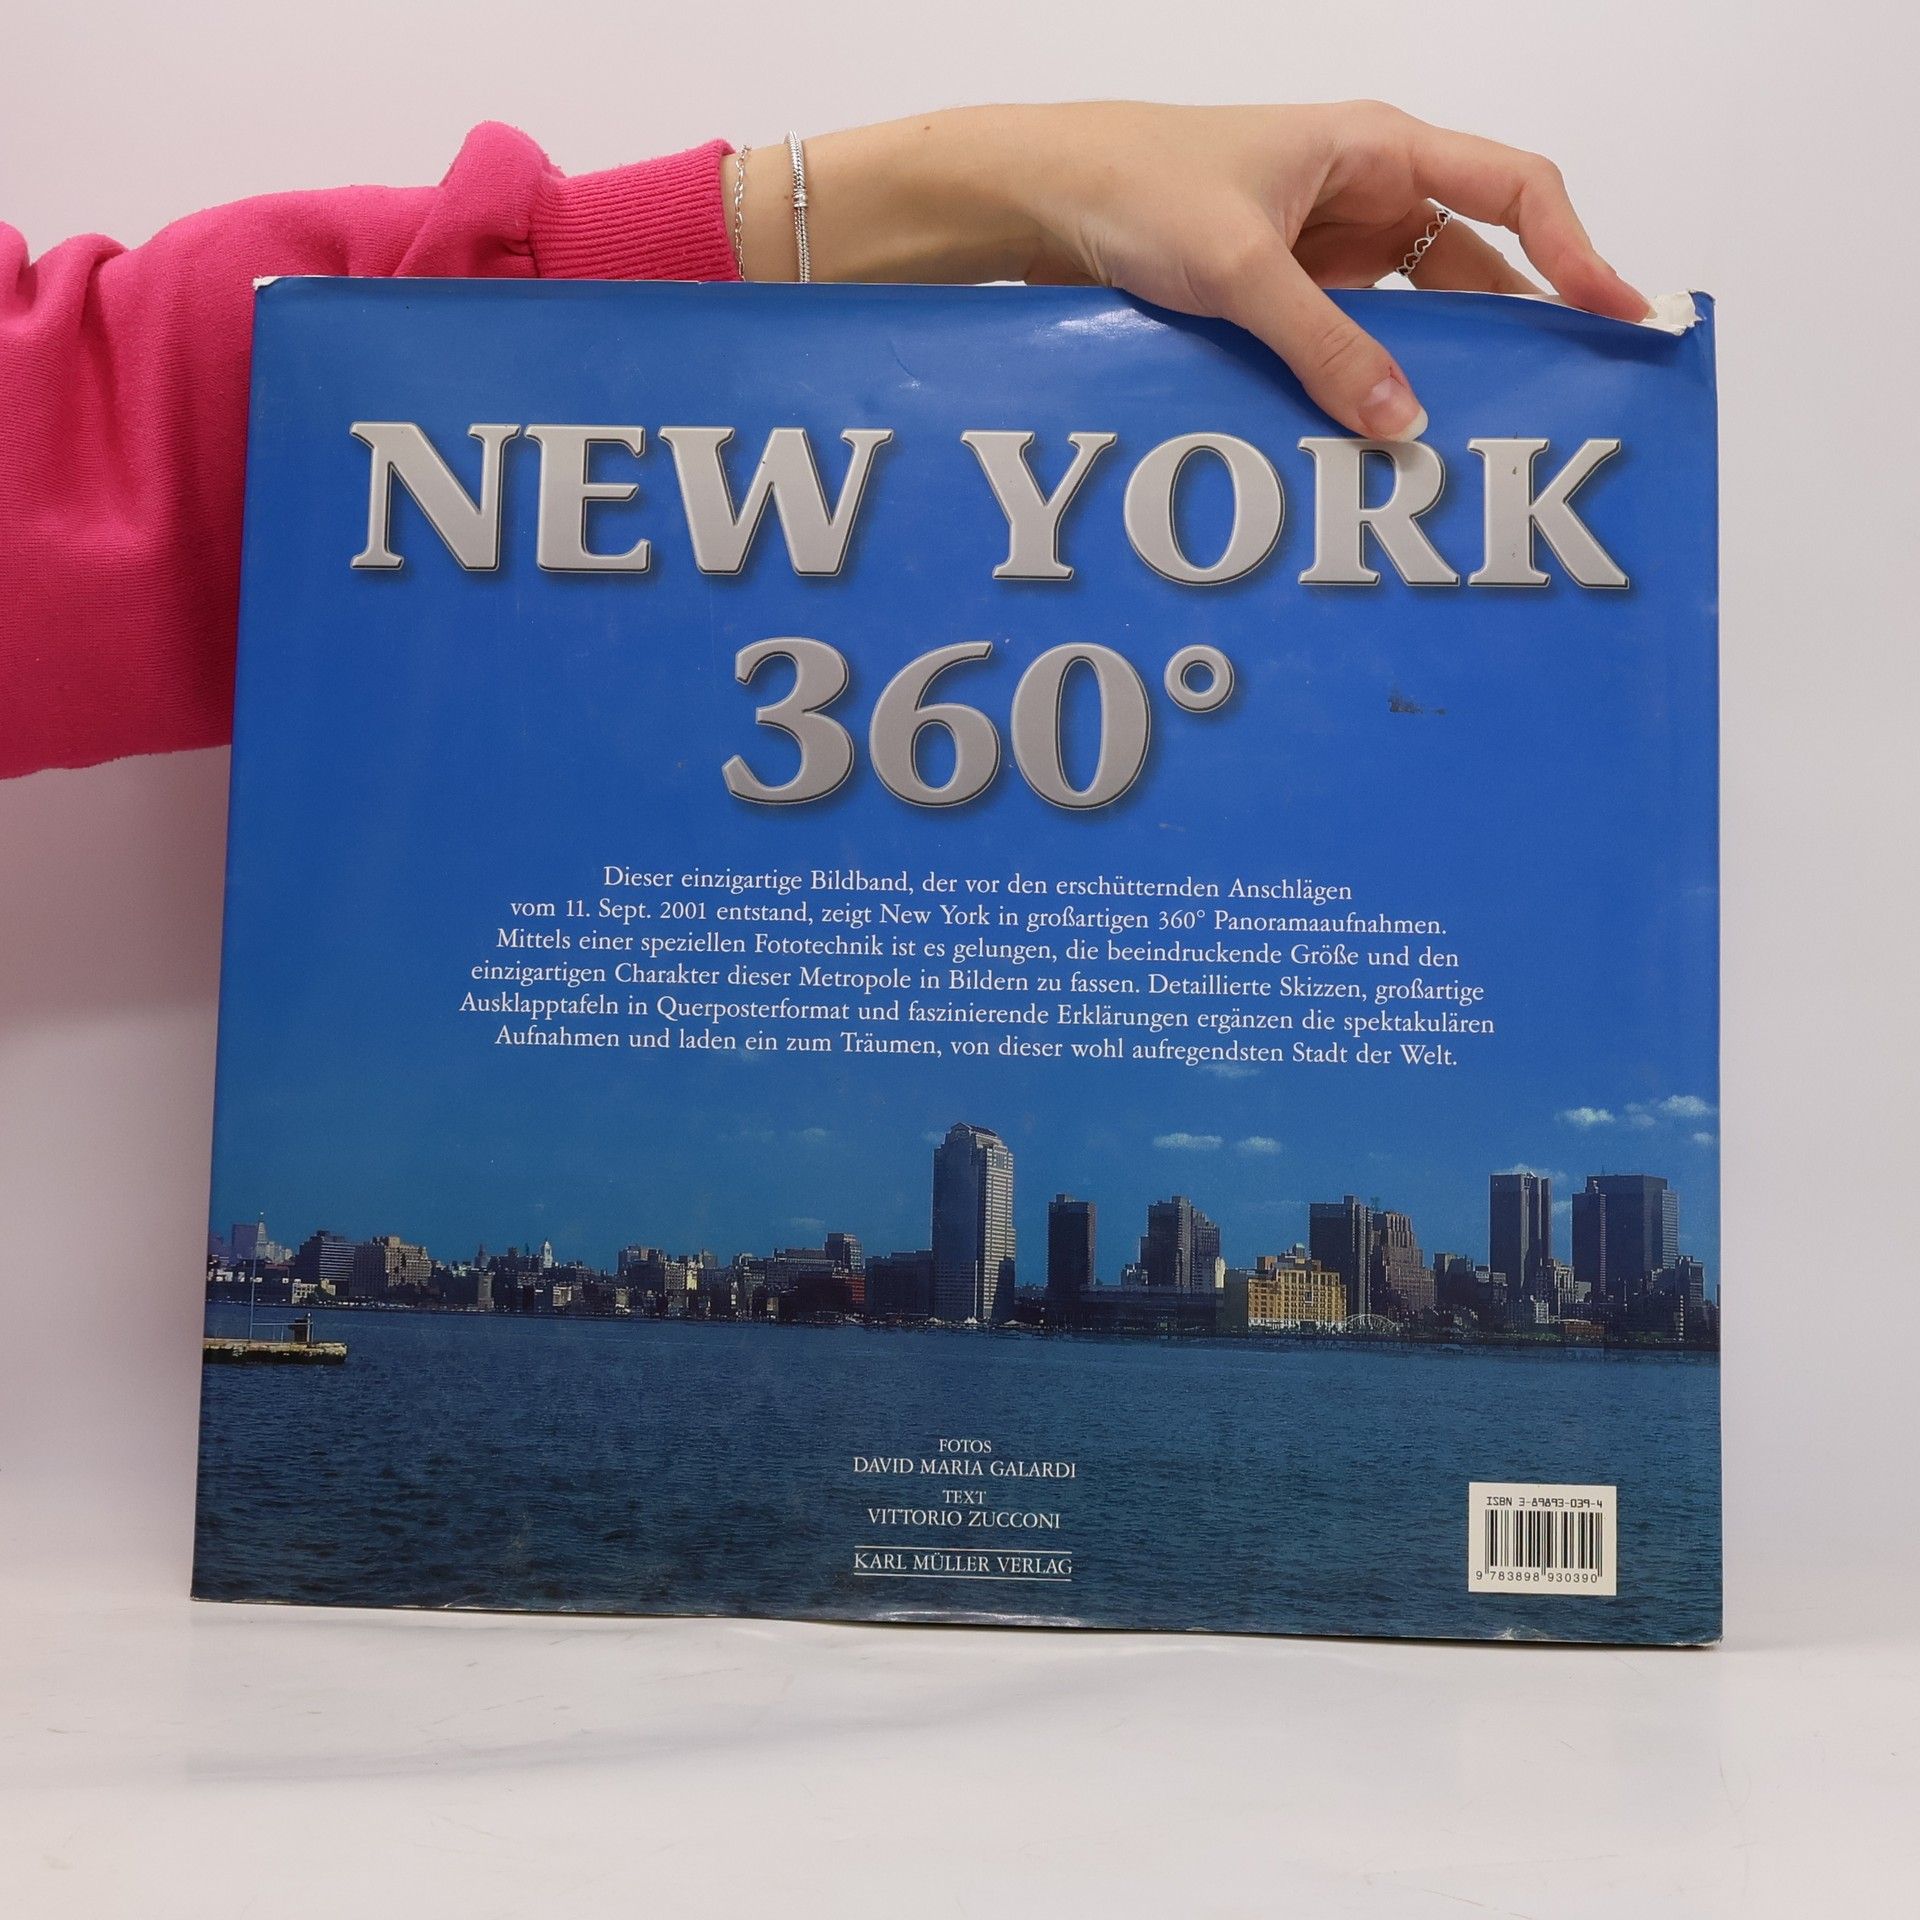 NEW YORK
360°
Dieser einzigartige Bildband, der vor den erschütternden Anschlägen
vom 11. Sept. 2001 entstand, zeigt New York in großartigen 360° Panoramaaufnahmen.
Mittels einer speziellen Fototechnik ist es gelungen, die beeindruckende Größe und den
einzigartigen Charakter dieser Metropole in Bildern zu fassen. Detaillierte Skizzen, großartige
Ausklapptafeln in Querposterformat und faszinierende Erklärungen ergänzen die spektakulären
Aufnahmen und laden ein zum Träumen, von dieser wohl aufregendsten Stadt der Welt.
FOTOS
DAVID MARIA GALARDI
TEXT
VITTORIO ZUCCONI
KARL MÜLLER VERLAG
ISBN 3-89893-039-4
9 783898 930390